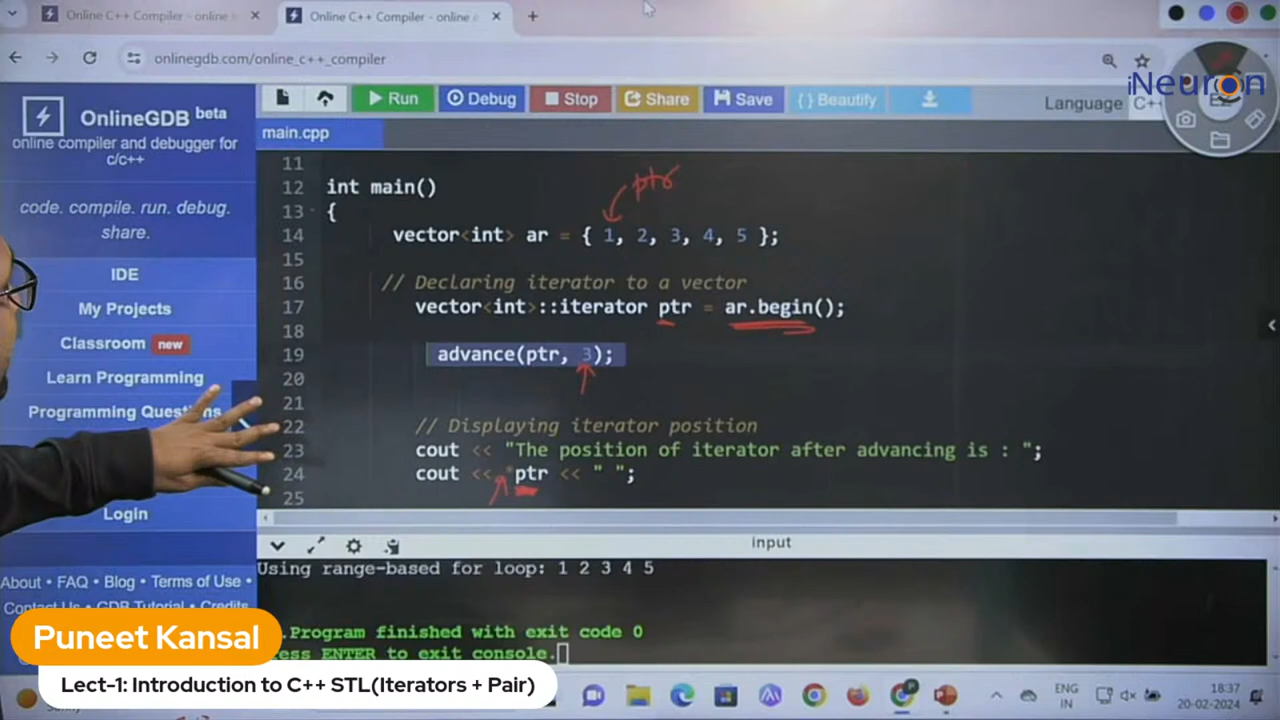 Online C++ Compiler - online
Online C++ Compiler - online e
onlinegdb.com/online_c++_compiler
iNeuron
OnlineGDB beta
online compiler and debugger for
c/c++
code. compile. run. debug.
share.
IDE
My Projects
Classroom new
Learn Programming
Programming Questions
Login
About • FAQ • Blog • Terms of Use •
Contact Us • GDB Tutorial • Credits
Run Debug Stop Share Save { } Beautify Language C++
main.cpp
11
12 int main()
13 {
ptr
14 vector<int> ar = { 1, 2, 3, 4, 5 };
15
16 // Declaring iterator to a vector
17 vector<int>::iterator ptr = ar.begin();
18
19 advance(ptr, 3);
20
21
22 // Displaying iterator position
23 cout << "The position of iterator after advancing is : ";
24 cout << *ptr << " ";
25
input
Using range-based for loop: 1 2 3 4 5
.Program finished with exit code 0
ess ENTER to exit console.
Puneet Kansal
Lect-1: Introduction to C++ STL(Iterators + Pair)
Sunny
ENG
IN
18:37
20-02-2024